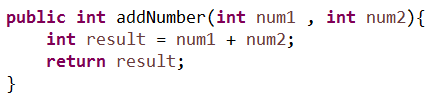 public int addNumber(int num1 , int num2){
    int result = num1 + num2;
    return result;
}